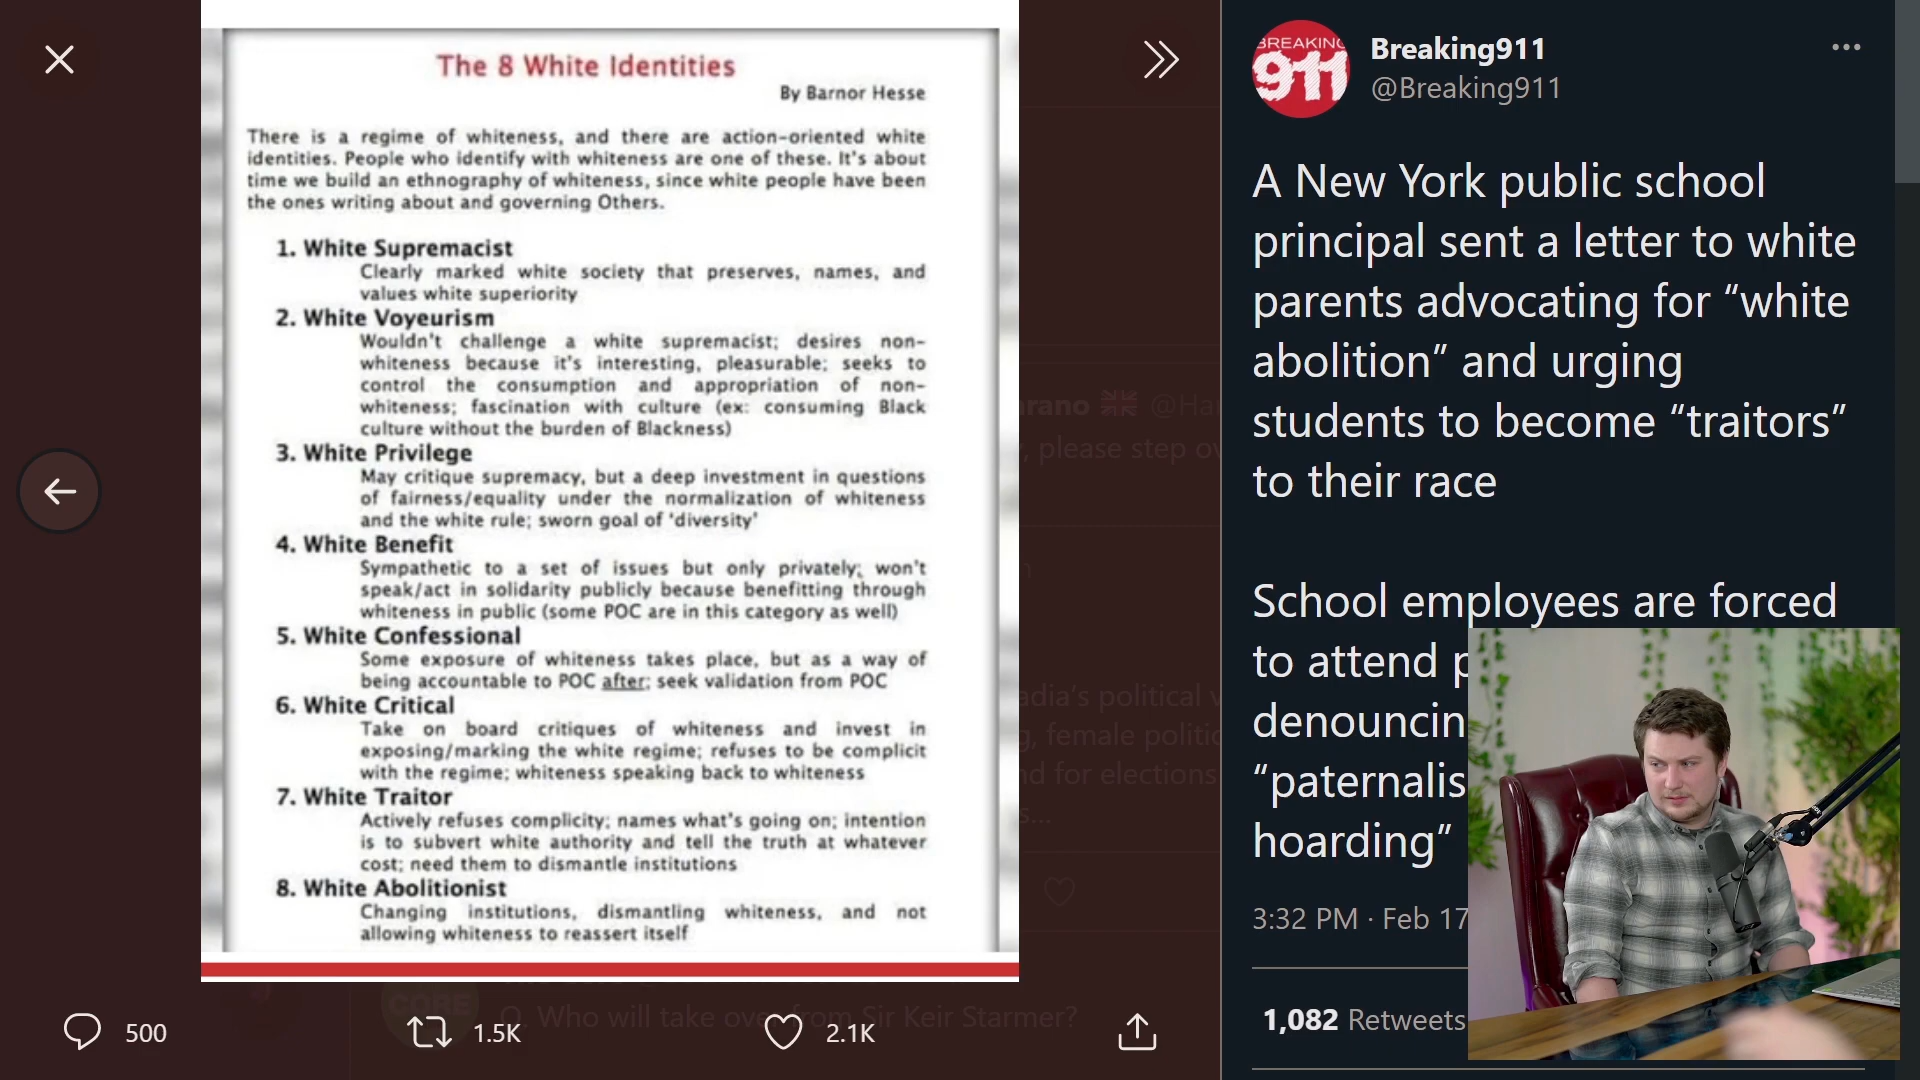 The 8 White Identities
By Barnor Hesse
There is a regime of whiteness, and there are action-oriented white
identities. People who identify with whiteness are one of these. It's about
time we build an ethnography of whiteness, since white people have been
the ones writing about and governing Others.
1. White Supremacist
Clearly marked white society that preserves, names, and
values white superiority
2. White Voyeurism
Wouldn't challenge a white supremacist; desires non-
whiteness because it's interesting, pleasurable; seeks to
control the consumption and appropriation of non-
whiteness; fascination with culture (ex: consuming Black
culture without the burden of Blackness)
3. White Privilege
May critique supremacy, but a deep investment in questions
of fairness/equality under the normalization of whiteness
and the white rule; sworn goal of 'diversity'
4. White Benefit
Sympathetic to a set of issues but only privately; won't
speak/act in solidarity publicly because benefitting through
whiteness in public (some POC are in this category as well)
5. White Confessional
Some exposure of whiteness takes place, but as a way of
being accountable to POC after; seek validation from POC
6. White Critical
Take on board critiques of whiteness and invest in
exposing/marking the white regime; refuses to be complicit
with the regime; whiteness speaking back to whiteness
7. White Traitor
Actively refuses complicity; names what's going on; intention
is to subvert white authority and tell the truth at whatever
cost; need them to dismantle institutions
8. White Abolitionist
Changing institutions, dismantling whiteness, and not
allowing whiteness to reassert itself
arano @Har
, please step ov
adia's political v
g, female politic
nd for elections
s...
CORE
Q. Who will take over from Sir Keir Starmer?
500
1.5K
2.1K
BREAKING
911
Breaking911
@Breaking911
A New York public school
principal sent a letter to white
parents advocating for “white
abolition” and urging
students to become “traitors”
to their race
School employees are forced
to attend p
denouncin
“paternalis
hoarding”
3:32 PM · Feb 17
1,082 Retweets